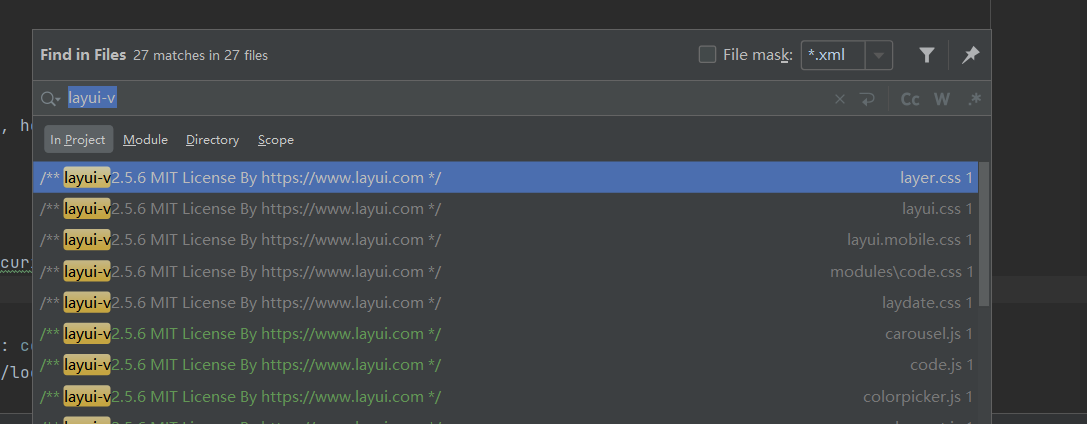 Find in Files 27 matches in 27 files File mask: *.xml
layui-v Cc W .*
, h
In Project Module Directory Scope
/** layui-v2.5.6 MIT License By https://www.layui.com */ layer.css 1
/** layui-v2.5.6 MIT License By https://www.layui.com */ layui.css 1
/** layui-v2.5.6 MIT License By https://www.layui.com */ layui.mobile.css 1
cur
/** layui-v2.5.6 MIT License By https://www.layui.com */ modules\code.css 1
/** layui-v2.5.6 MIT License By https://www.layui.com */ laydate.css 1
/** layui-v2.5.6 MIT License By https://www.layui.com */ carousel.js 1
: c
/** layui-v2.5.6 MIT License By https://www.layui.com */ code.js 1
/lo
/** layui-v2.5.6 MIT License By https://www.layui.com */ colorpicker.js 1